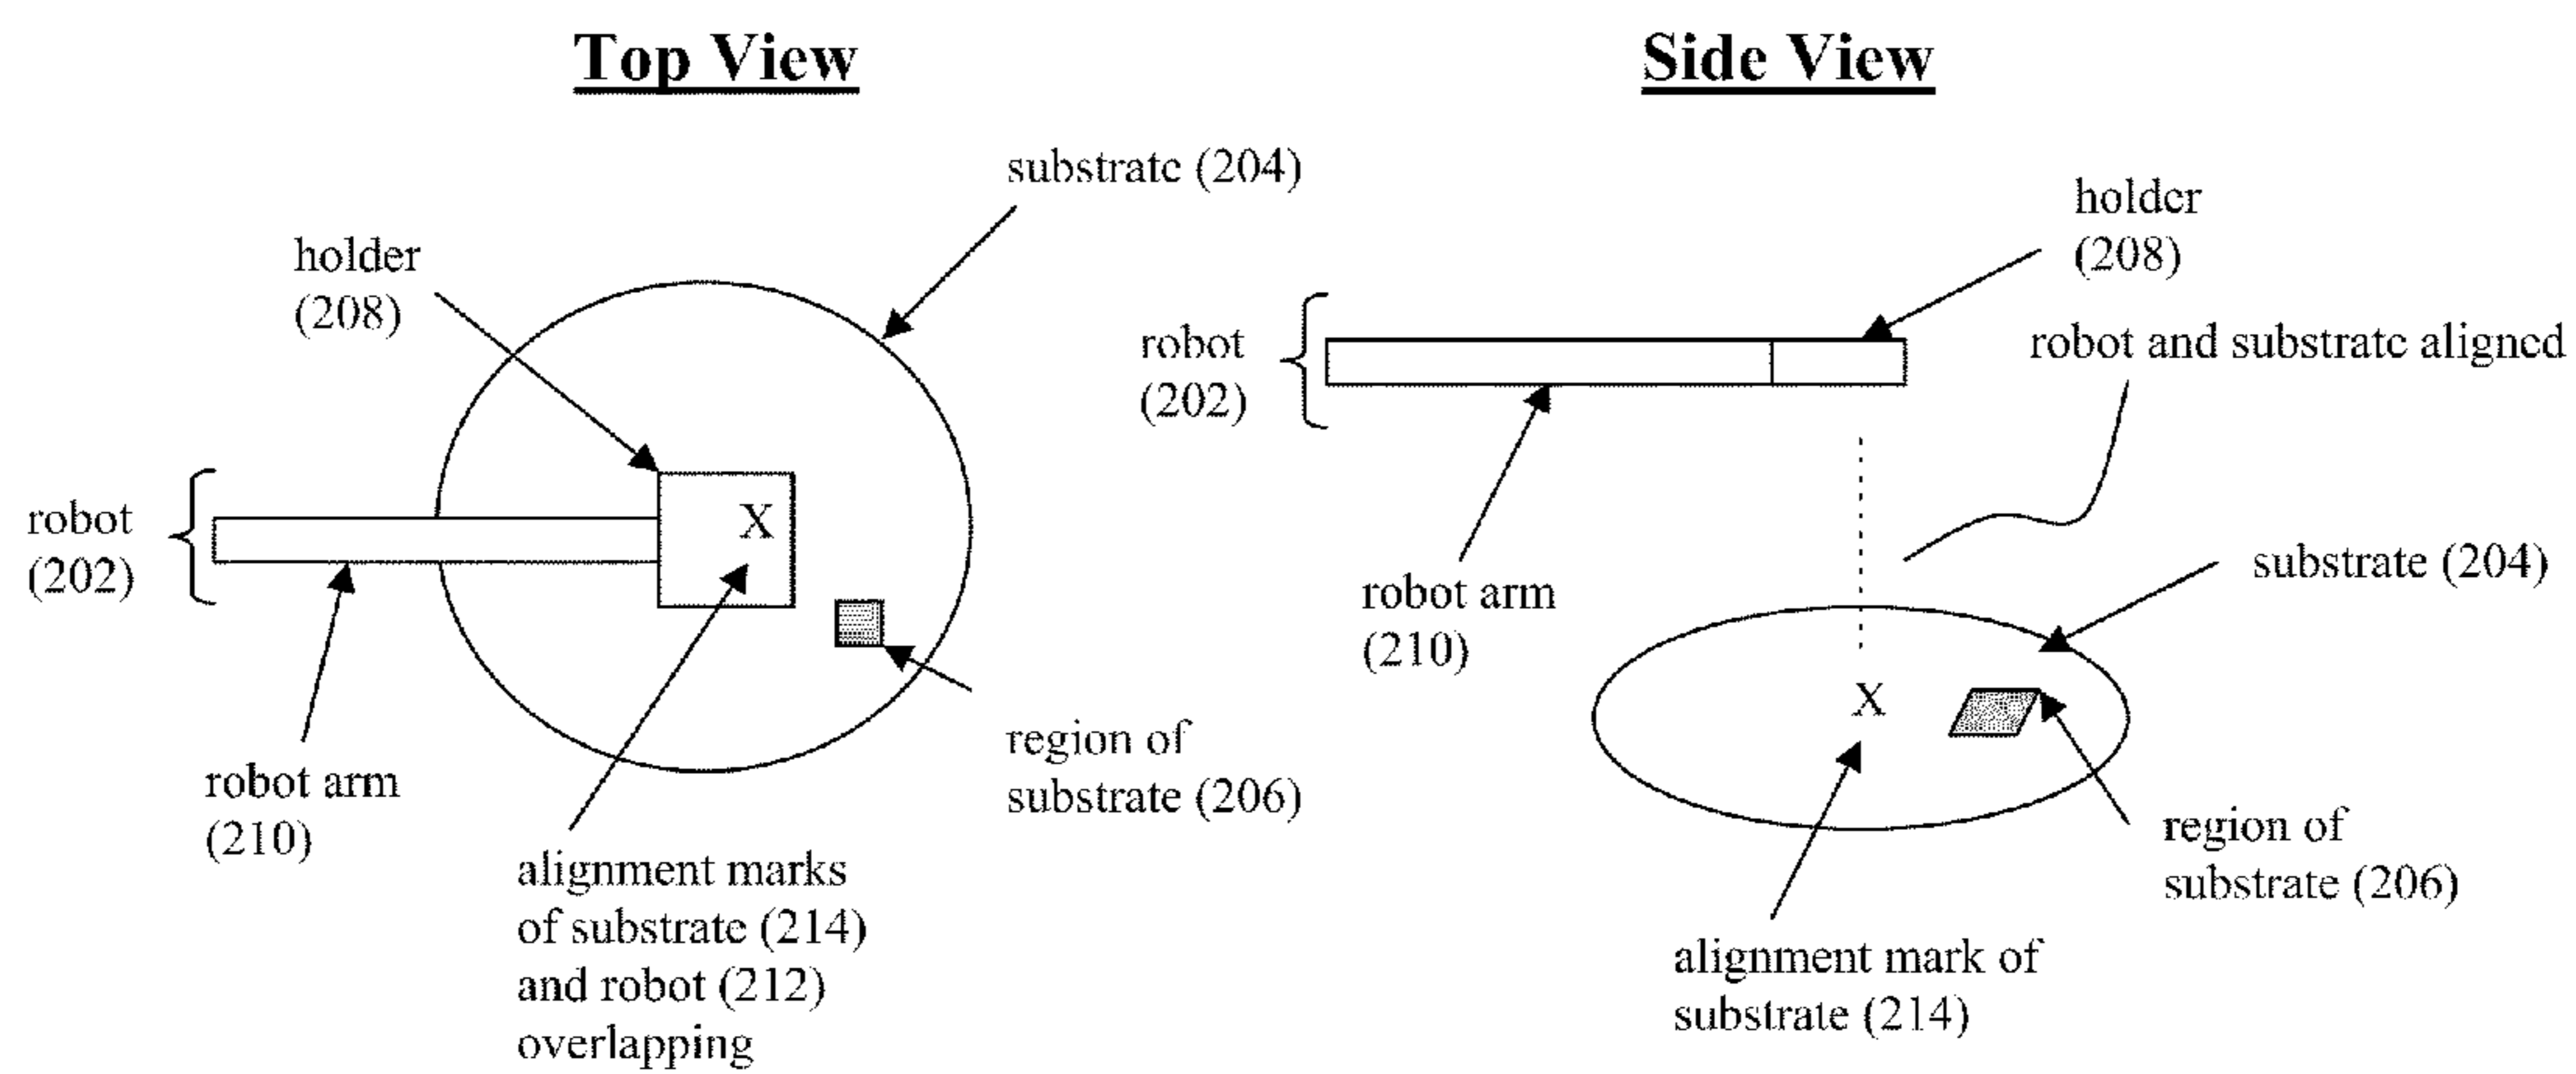 Top View
substrate (204)
holder
(208)
robot
(202)
X
robot arm
(210)
region of
substrate (206)
alignment marks
of substrate (214)
and robot (212)
overlapping
Side View
holder
(208)
robot
(202)
robot and substrate aligned
robot arm
(210)
substrate (204)
X
region of
substrate (206)
alignment mark of
substrate (214)